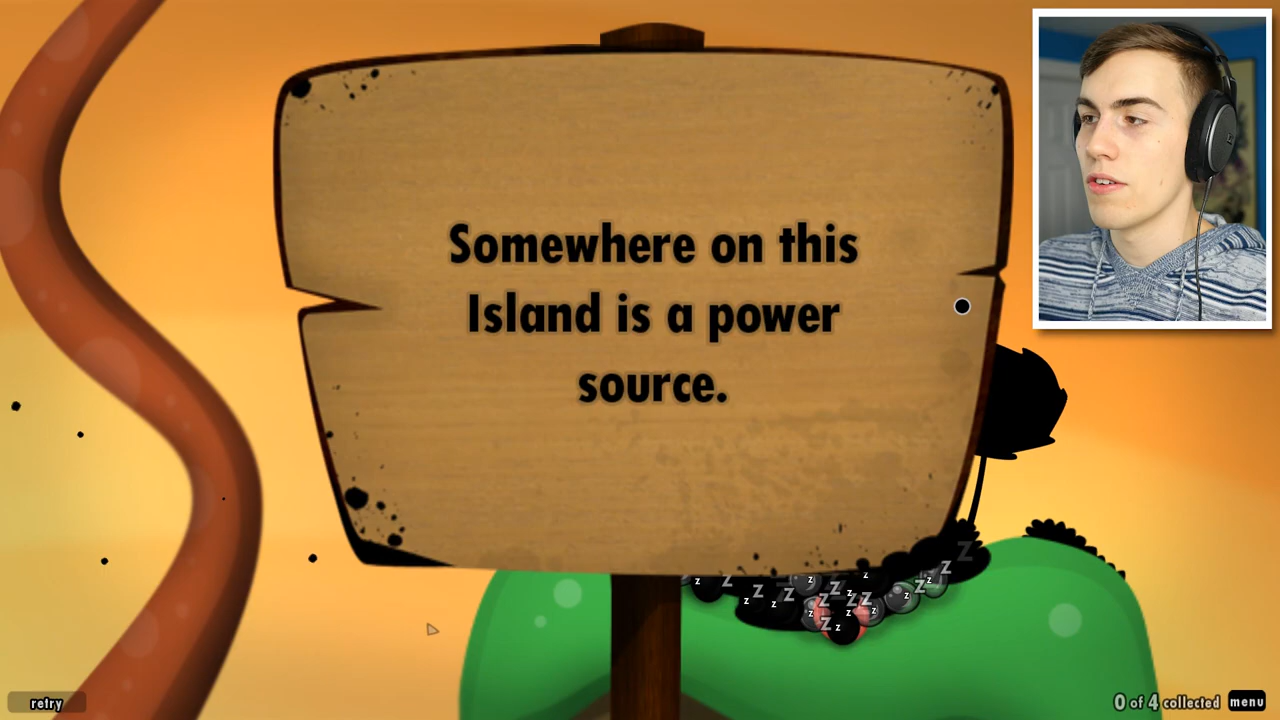 Somewhere on this
Island is a power
source.
retry
0 of 4 collected menu